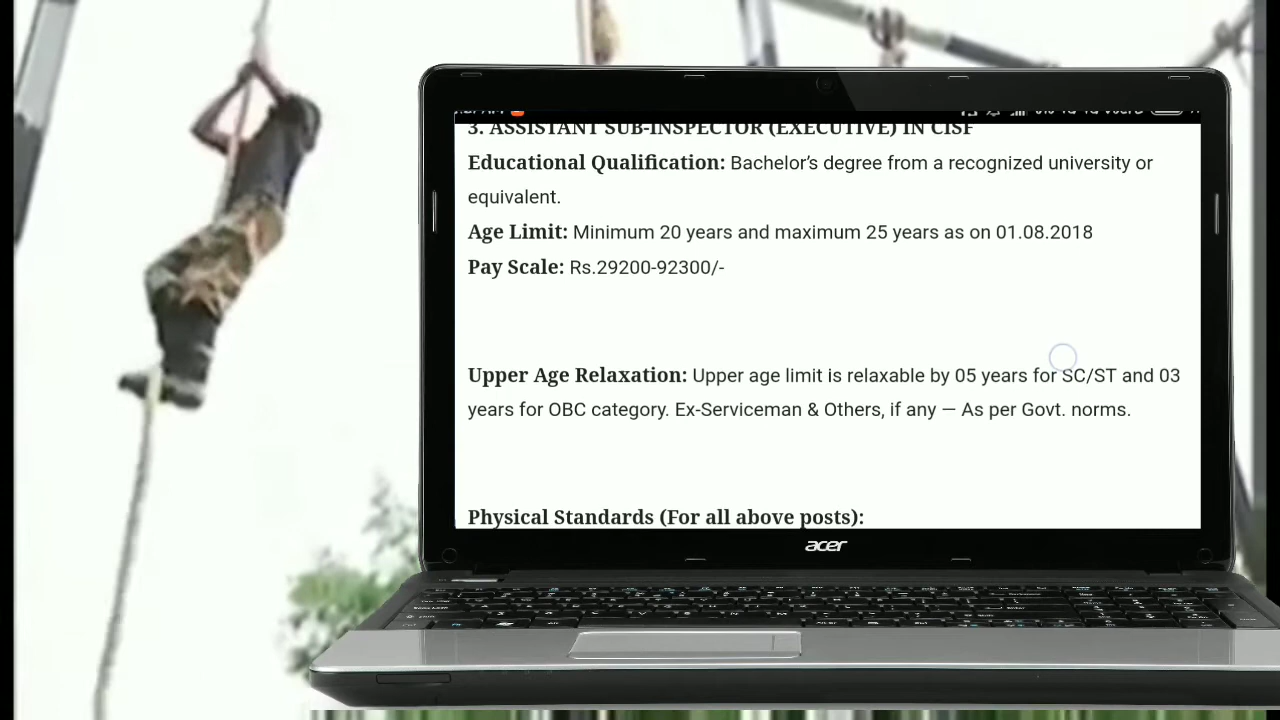 3. ASSISTANT SUB-INSPECTOR (EXECUTIVE) IN CISF
Educational Qualification: Bachelor's degree from a recognized university or
equivalent.
Age Limit: Minimum 20 years and maximum 25 years as on 01.08.2018
Pay Scale: Rs.29200-92300/-
Upper Age Relaxation: Upper age limit is relaxable by 05 years for SC/ST and 03
years for OBC category. Ex-Serviceman & Others, if any — As per Govt. norms.
Physical Standards (For all above posts):
acer